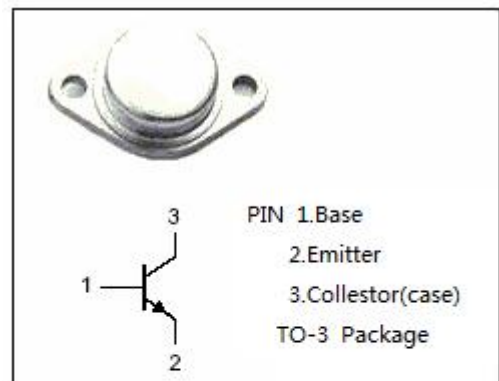 3
PIN 1.Base
2.Emitter
1
3.Collestor(case)
TO-3 Package
2